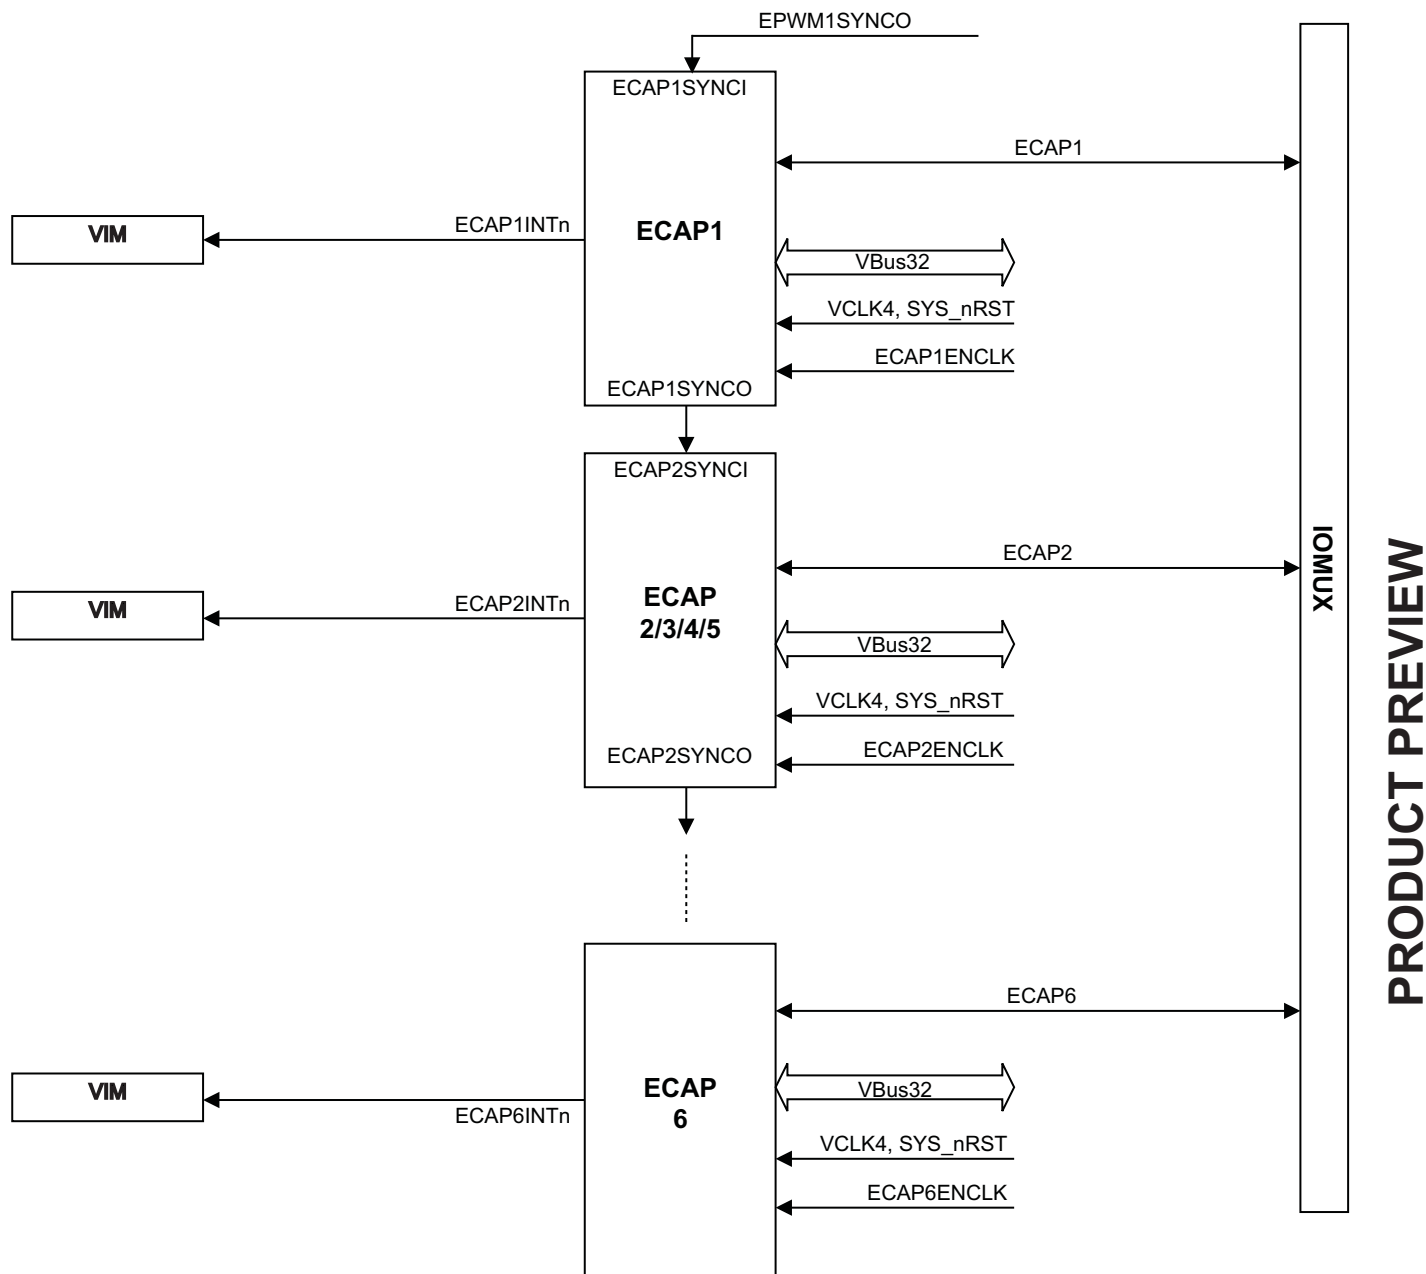 EPWM1SYNCO
ECAP1SYNCI
ECAP1
ECAP1INTn
VIM
ECAP1
VBus32
VCLK4, SYS_nRST
ECAP1ENCLK
ECAP1SYNCO
ECAP2SYNCI
ECAP2
IOMUX
ECAP2INTn
VIM
ECAP
2/3/4/5
VBus32
VCLK4, SYS_nRST
ECAP2SYNCO
ECAP2ENCLK
PRODUCT PREVIEW
ECAP6
VIM
ECAP
6
VBus32
ECAP6INTn
VCLK4, SYS_nRST
ECAP6ENCLK